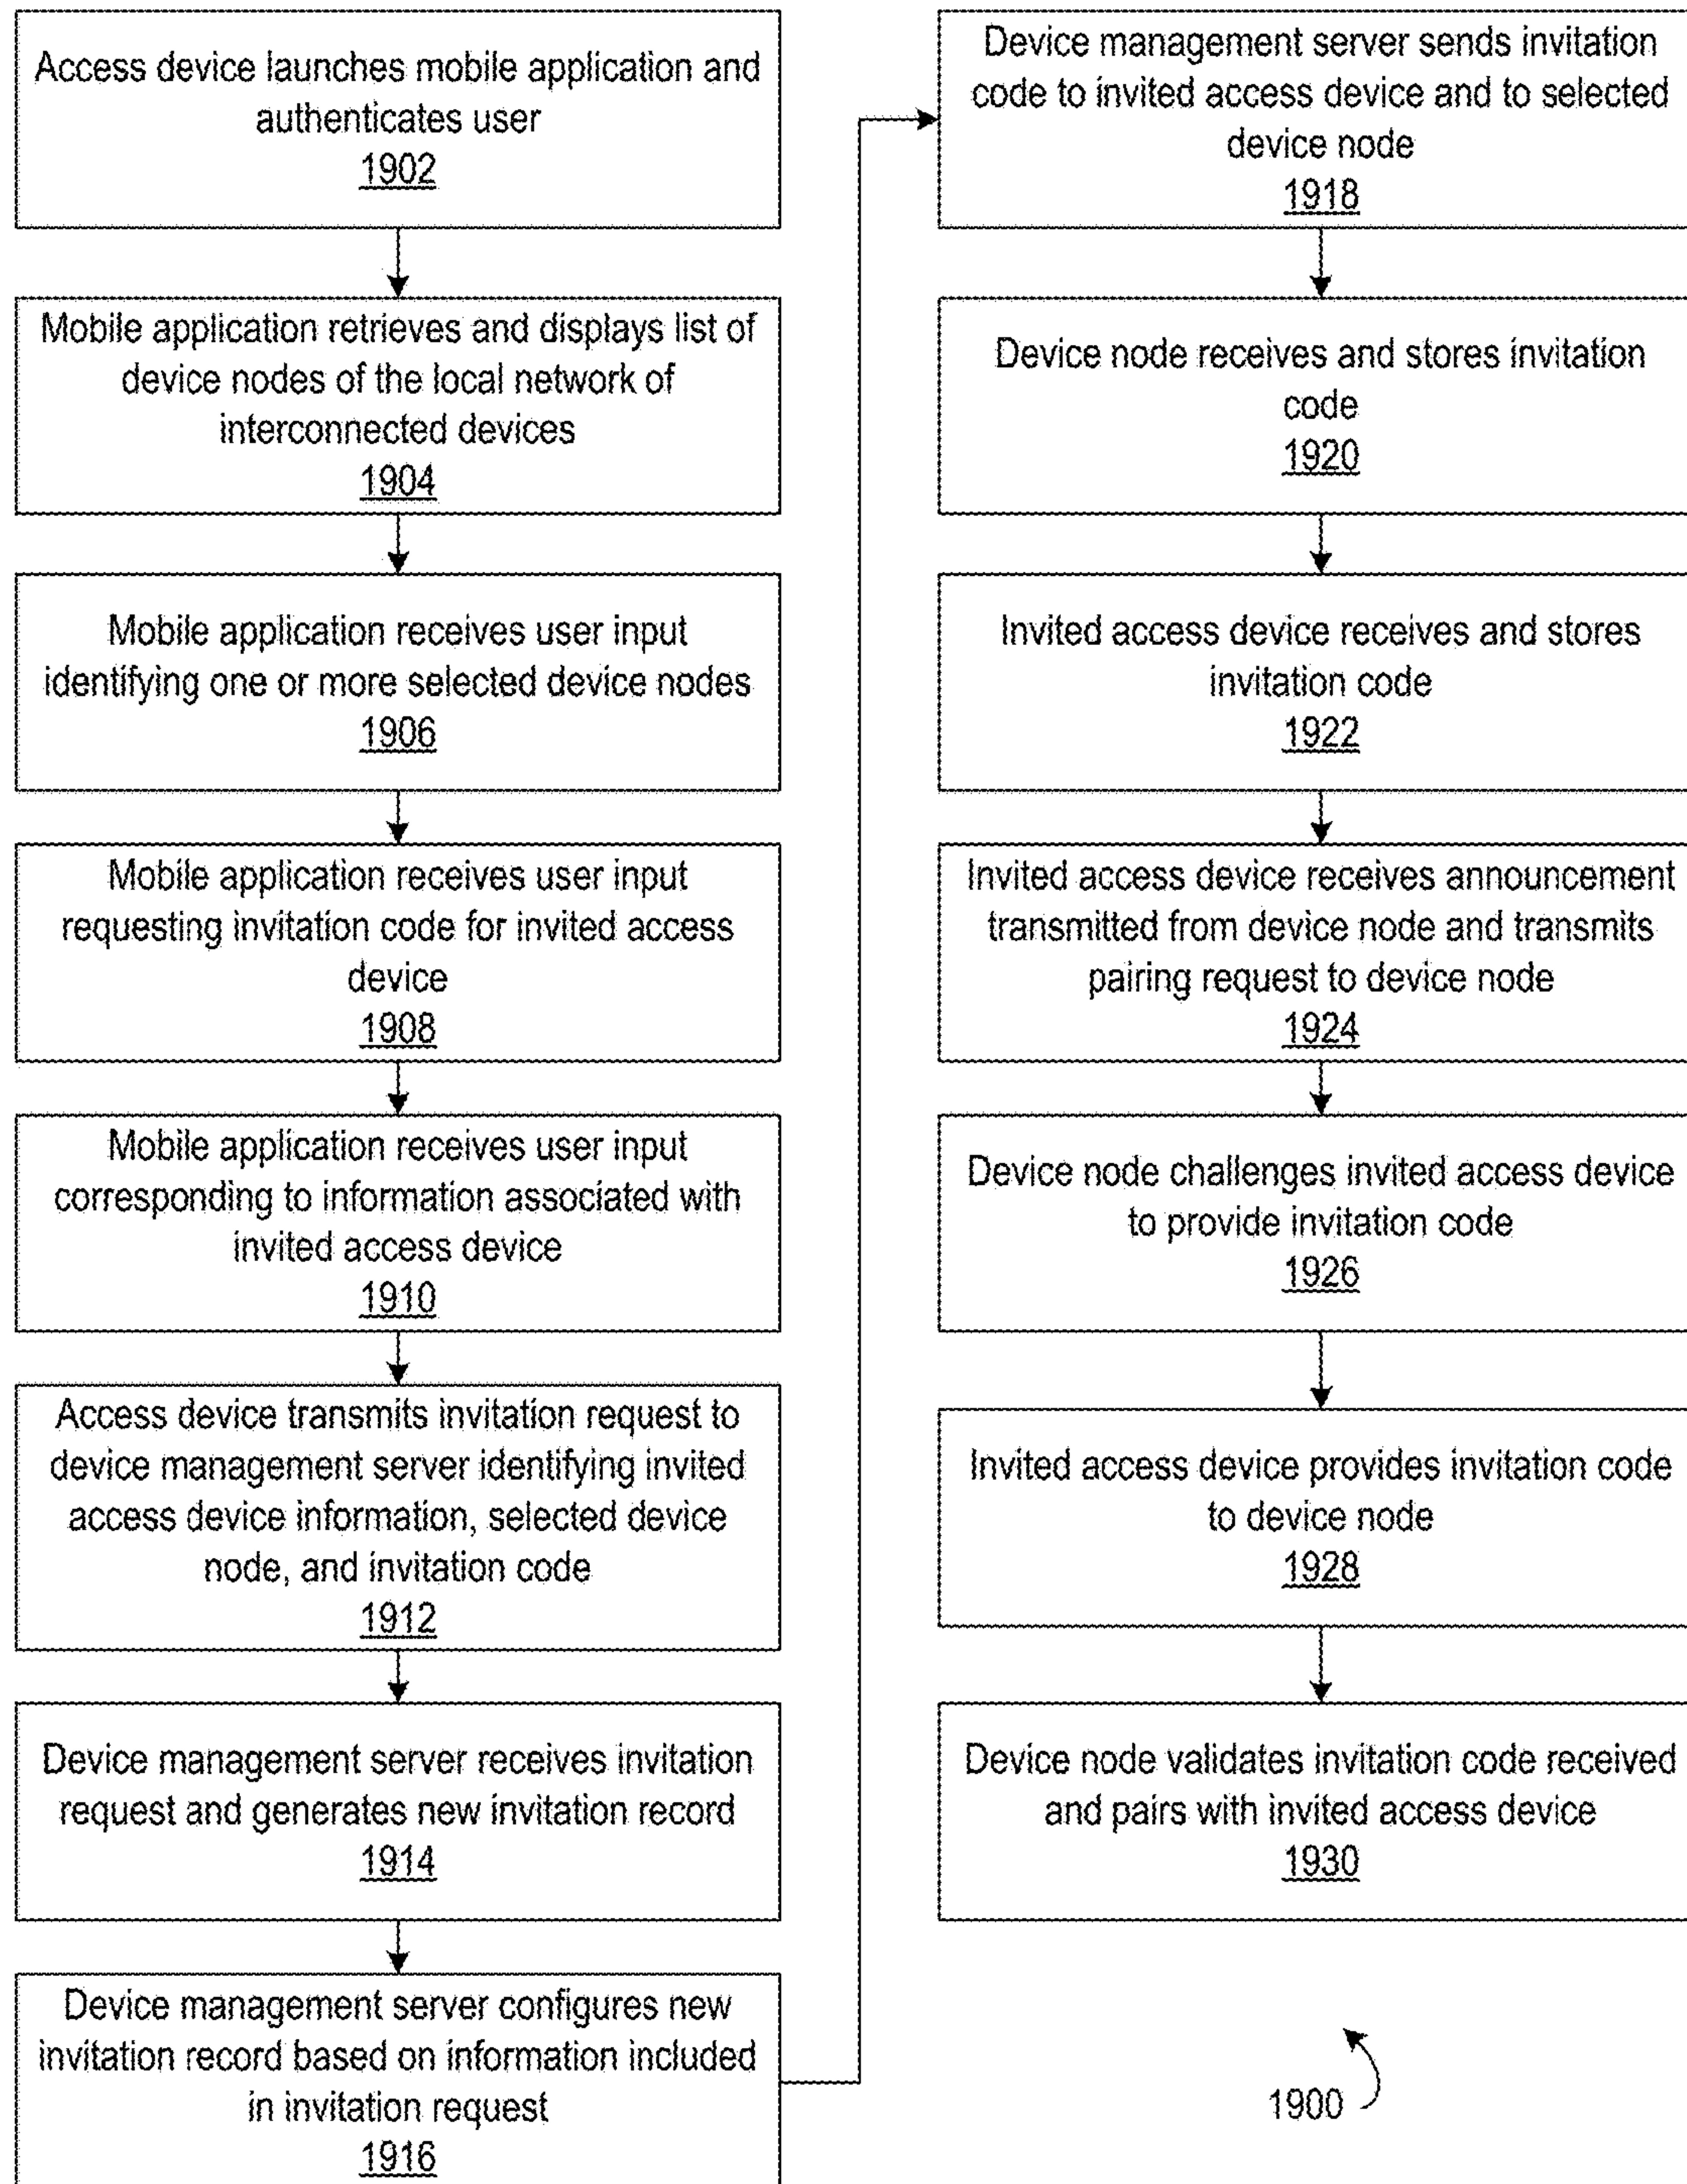 Access device launches mobile application and
authenticates user
1902
Mobile application retrieves and displays list of
device nodes of the local network of
interconnected devices
1904
Mobile application receives user input
identifying one or more selected device nodes
1906
Mobile application receives user input
requesting invitation code for invited access
device
1908
Mobile application receives user input
corresponding to information associated with
invited access device
1910
Access device transmits invitation request to
device management server identifying invited
access device information, selected device
node, and invitation code
1912
Device management server receives invitation
request and generates new invitation record
1914
Device management server configures new
invitation record based on information included
in invitation request
1916
Device management server sends invitation
code to invited access device and to selected
device node
1918
Device node receives and stores invitation
code
1920
Invited access device receives and stores
invitation code
1922
Invited access device receives announcement
transmitted from device node and transmits
pairing request to device node
1924
Device node challenges invited access device
to provide invitation code
1926
Invited access device provides invitation code
to device node
1928
Device node validates invitation code received
and pairs with invited access device
1930
1900